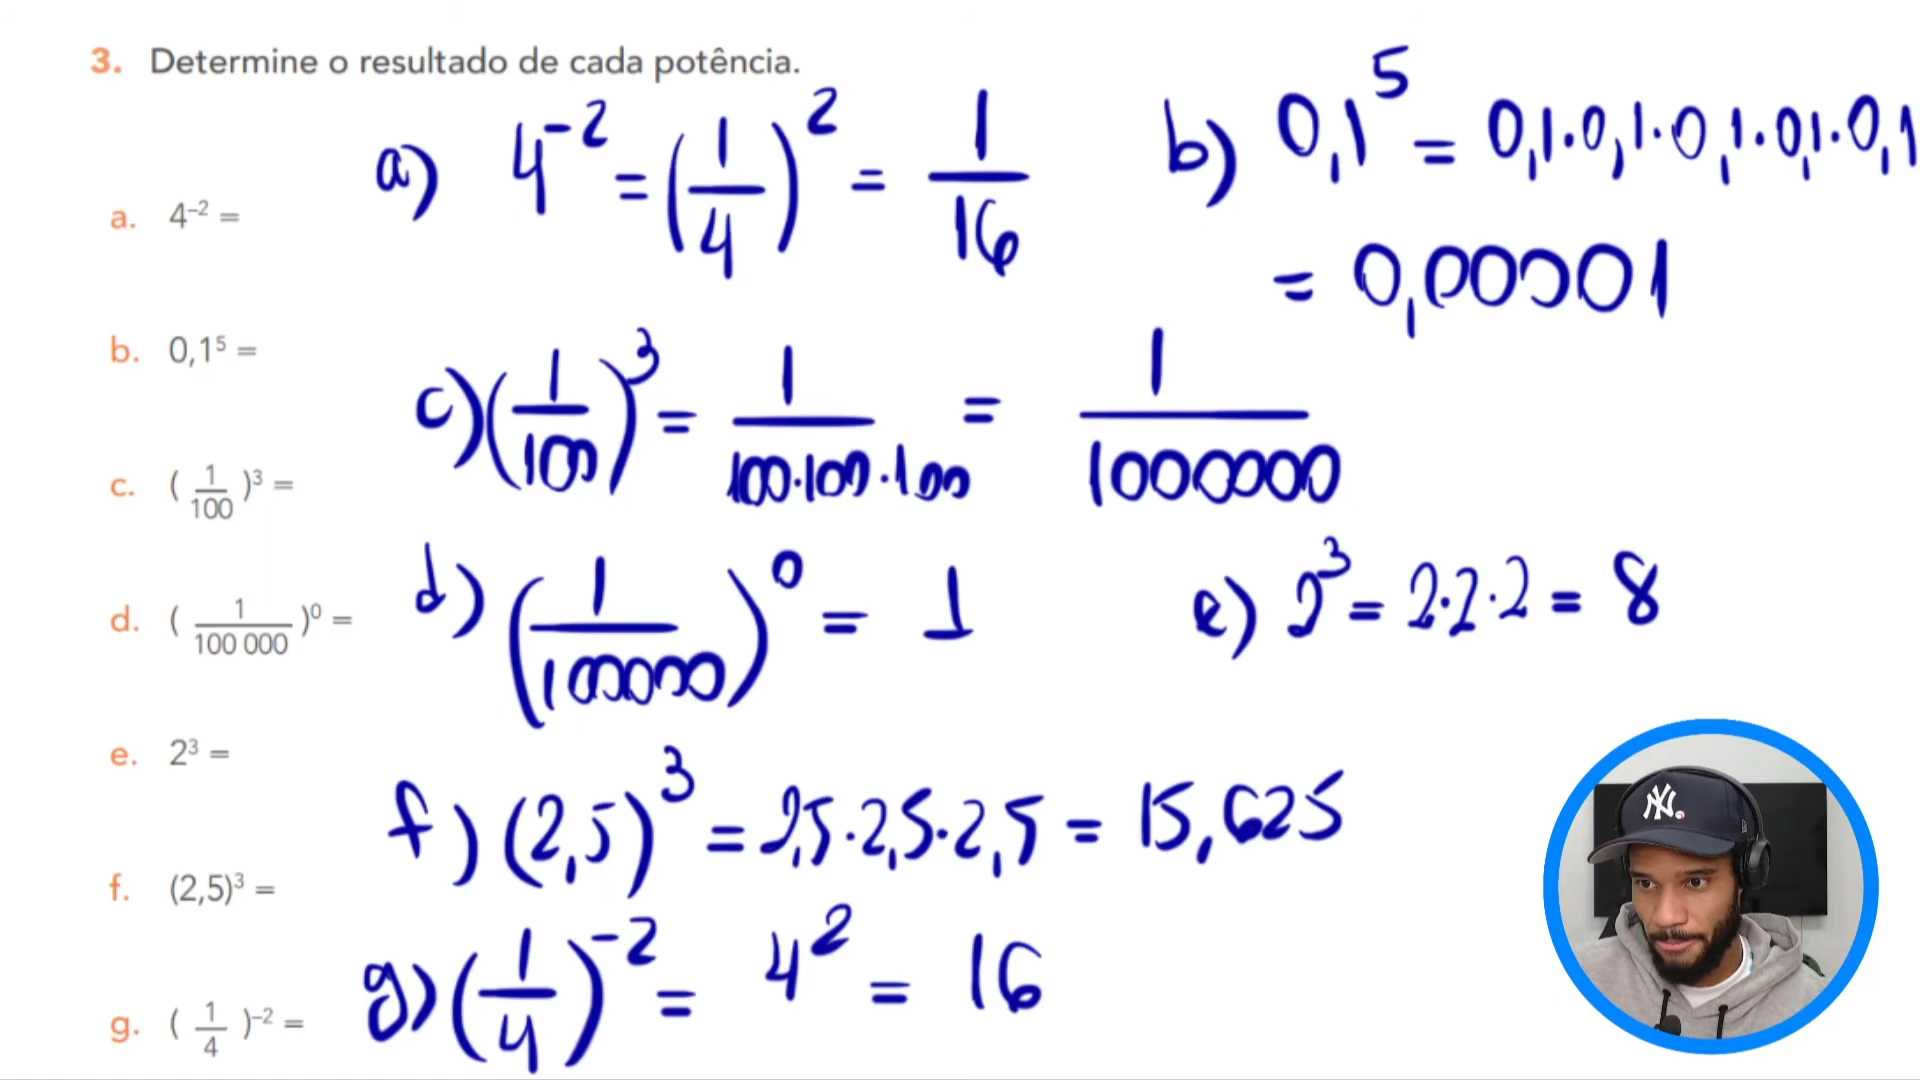 3. Determine o resultado de cada potência.
a. 4⁻² =
b. 0,1⁵ =
c. (1/100)³ =
d. (1/100 000)⁰ =
e. 2³ =
f. (2,5)³ =
g. (1/4)⁻² =
a) 4⁻² = (1/4)² = 1/16
b) 0,1⁵ = 0,1·0,1·0,1·0,1·0,1
= 0,00001
c) (1/100)³ = 1/100·100·100 = 1/1000000
d) (1/100000)⁰ = 1
e) 2³ = 2·2·2 = 8
f) (2,5)³ = 2,5·2,5·2,5 = 15,625
g) (1/4)⁻² = 4² = 16
NY